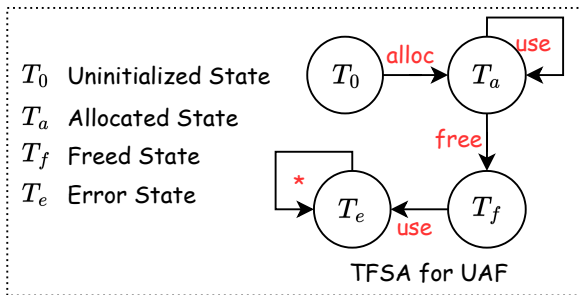 T0 Uninitialized State
Ta Allocated State
Tf Freed State
Te Error State
T0
alloc
Ta
use
free
Tf
use
Te
*
TFSA for UAF